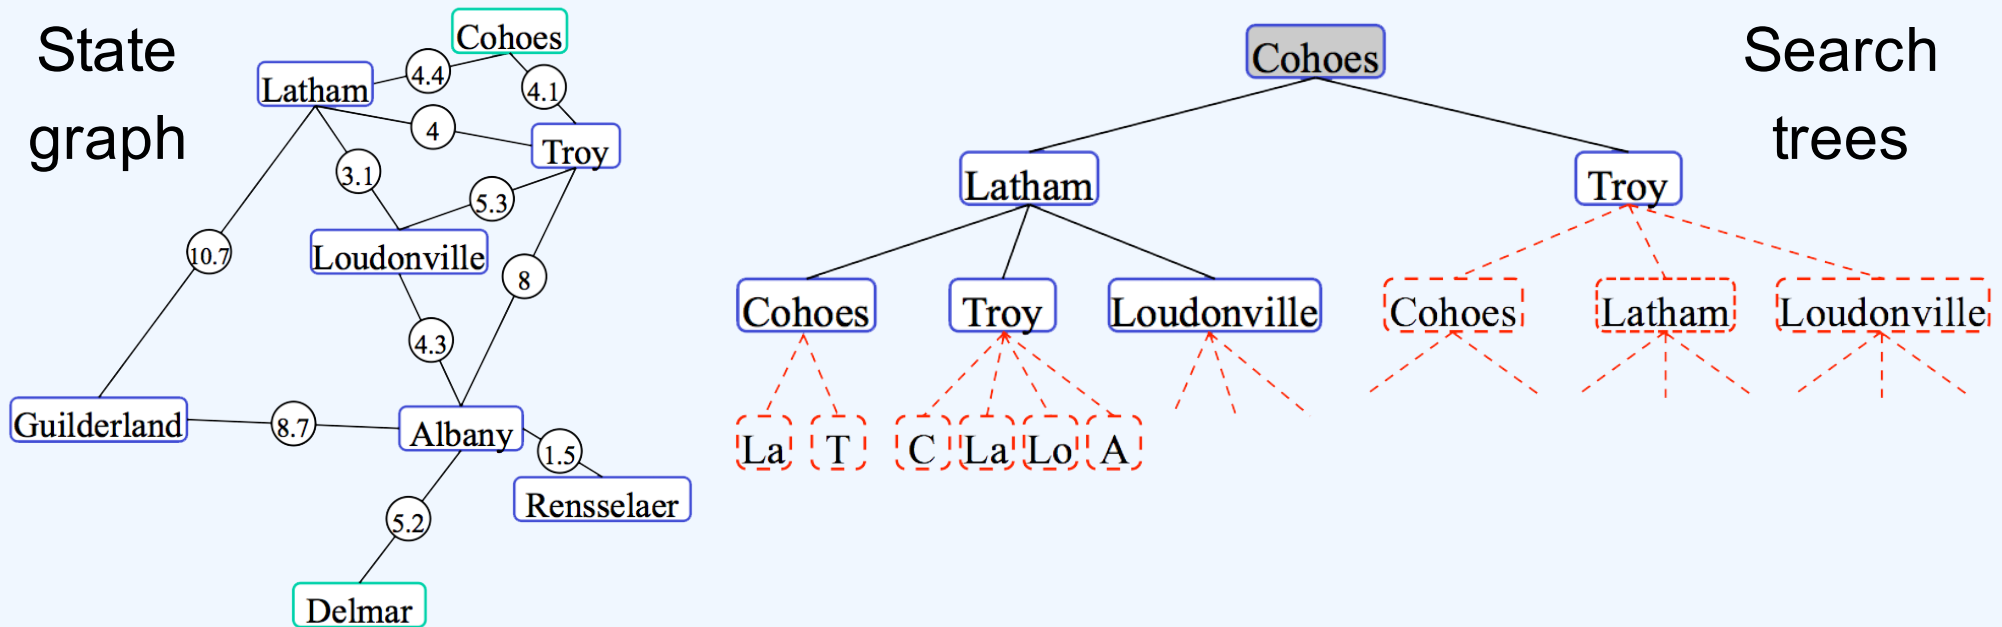 State
graph
Cohoes
4.4
Latham
4.1
4
Troy
3.1
5.3
10.7
Loudonville
8
4.3
Guilderland
8.7
Albany
1.5
Rensselaer
5.2
Delmar
Search
trees
Cohoes
Latham
Troy
Cohoes
Troy
Loudonville
Cohoes
Latham
Loudonville
La
T
C
La
Lo
A